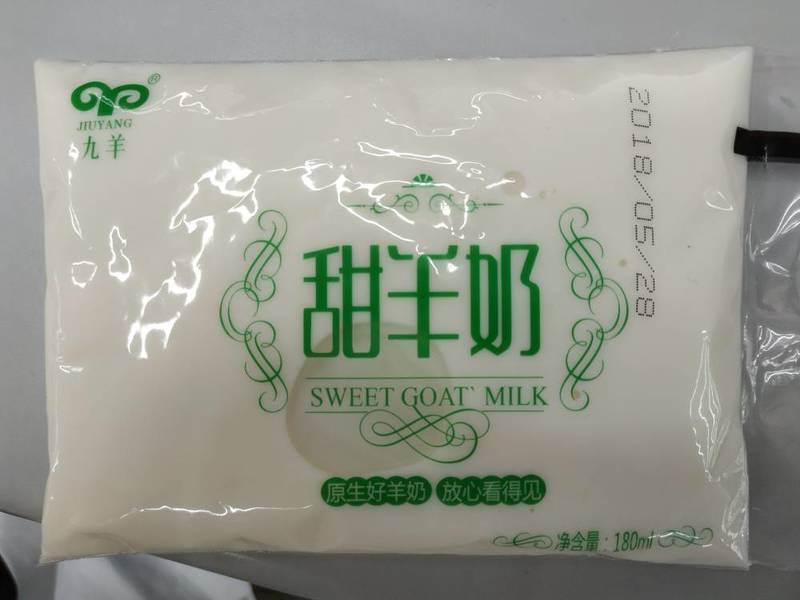 ®
JIUYANG
九羊
2018/05/28
甜羊奶
SWEET GOAT` MILK
原生好羊奶 放心看得见
净含量：180ml